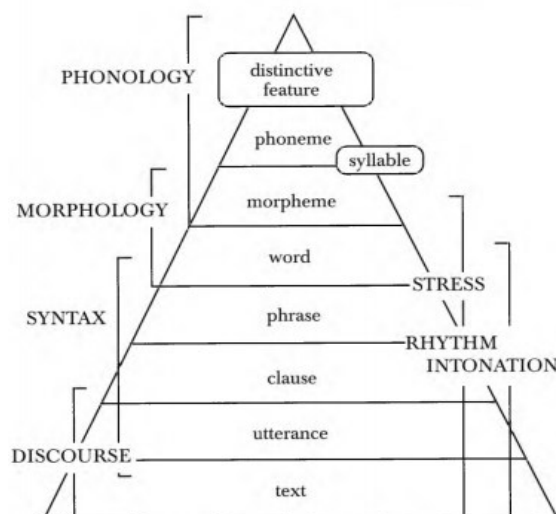 PHONOLOGY
distinctive
feature
phoneme
syllable
MORPHOLOGY
morpheme
word
STRESS
SYNTAX
phrase
RHYTHM
INTONATION
clause
utterance
DISCOURSE
text